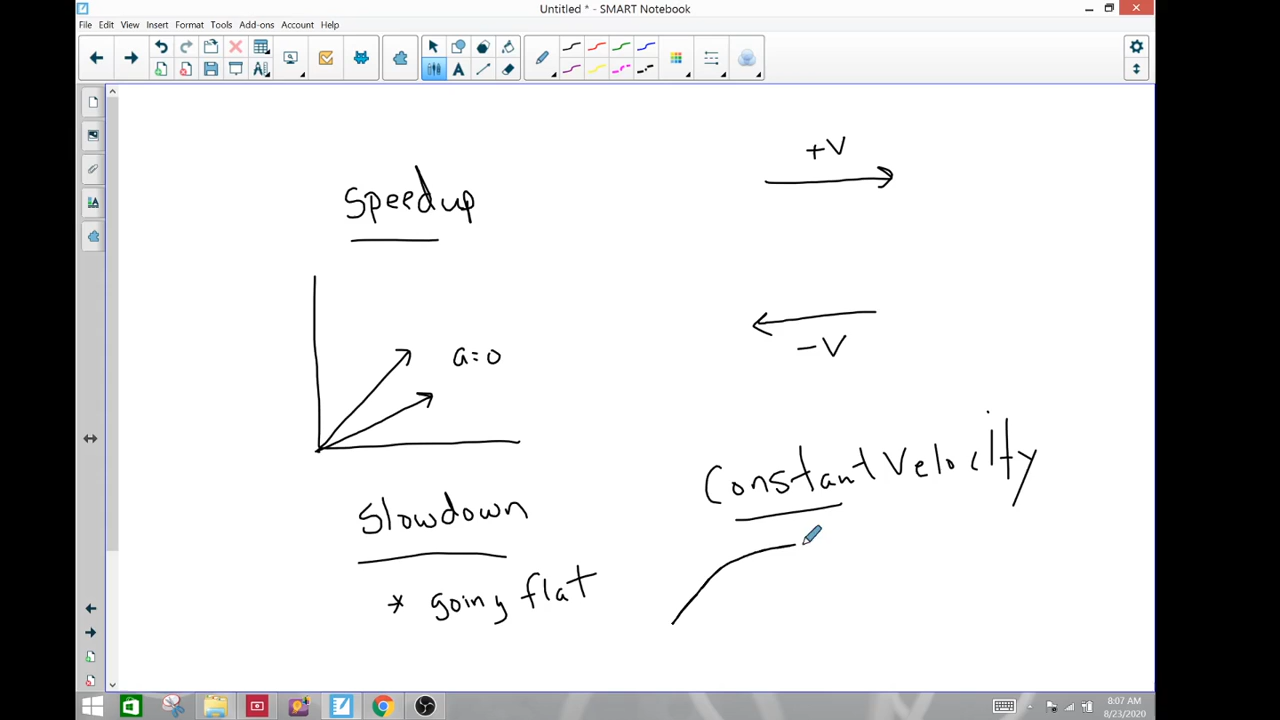 Untitled * - SMART Notebook
File Edit View Insert Format Tools Add-ons Account Help
+V
Speedup
-V
a=0
Constant Velocity
Slowdown
* going flat
8:07 AM
8/23/2020